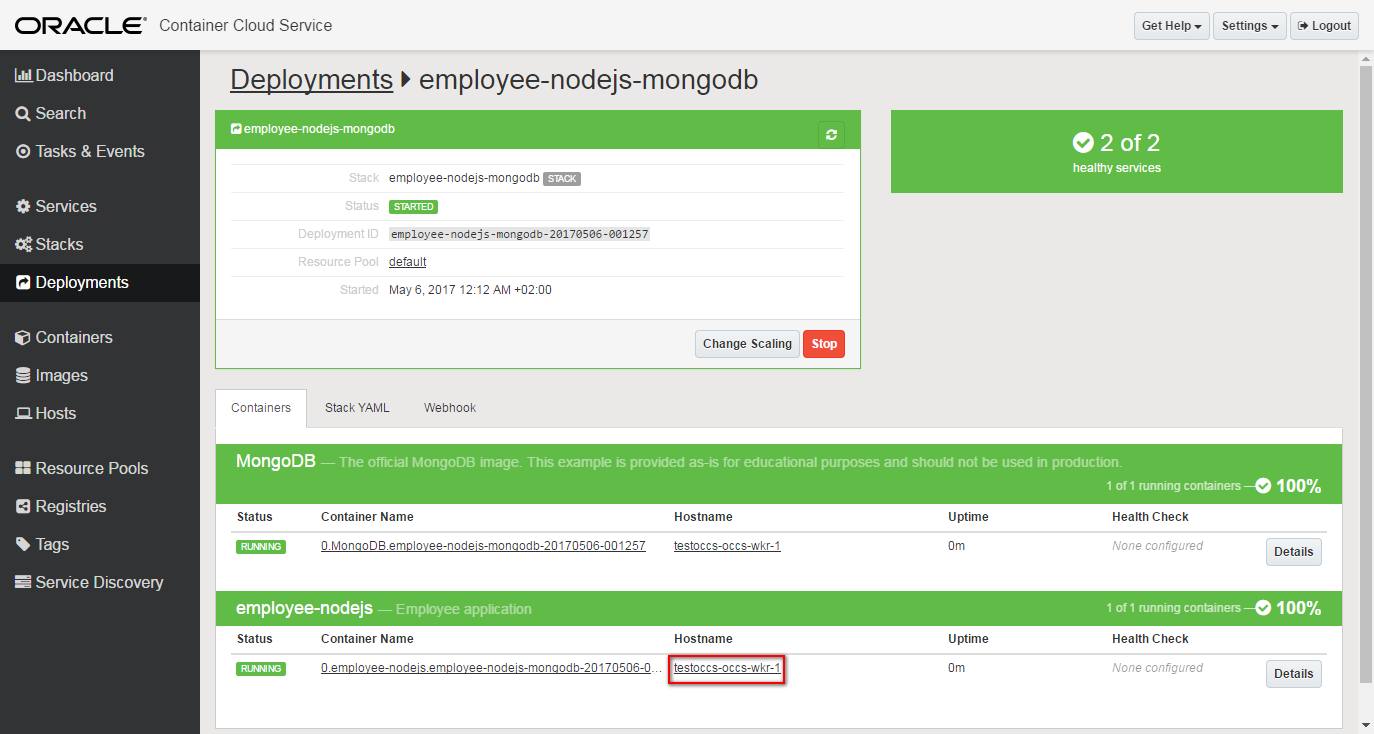 ORACLE® Container Cloud Service
Get Help Settings Logout
Dashboard
Search
Tasks & Events
Services
Stacks
Deployments
Containers
Images
Hosts
Resource Pools
Registries
Tags
Service Discovery
Deployments employee-nodejs-mongodb
employee-nodejs-mongodb
Stack employee-nodejs-mongodb STACK
Status STARTED
Deployment ID employee-nodejs-mongodb-20170506-001257
Resource Pool default
Started May 6, 2017 12:12 AM +02:00
Change Scaling Stop
2 of 2
healthy services
Containers Stack YAML Webhook
MongoDB — The official MongoDB image. This example is provided as-is for educational purposes and should not be used in production.
1 of 1 running containers — 100%
Status Container Name Hostname Uptime Health Check
RUNNING 0.MongoDB.employee-nodejs-mongodb-20170506-001257 testoccs-occs-wkr-1 0m None configured Details
employee-nodejs — Employee application 1 of 1 running containers — 100%
Status Container Name Hostname Uptime Health Check
RUNNING 0.employee-nodejs.employee-nodejs-mongodb-20170506-0... testoccs-occs-wkr-1 0m None configured Details